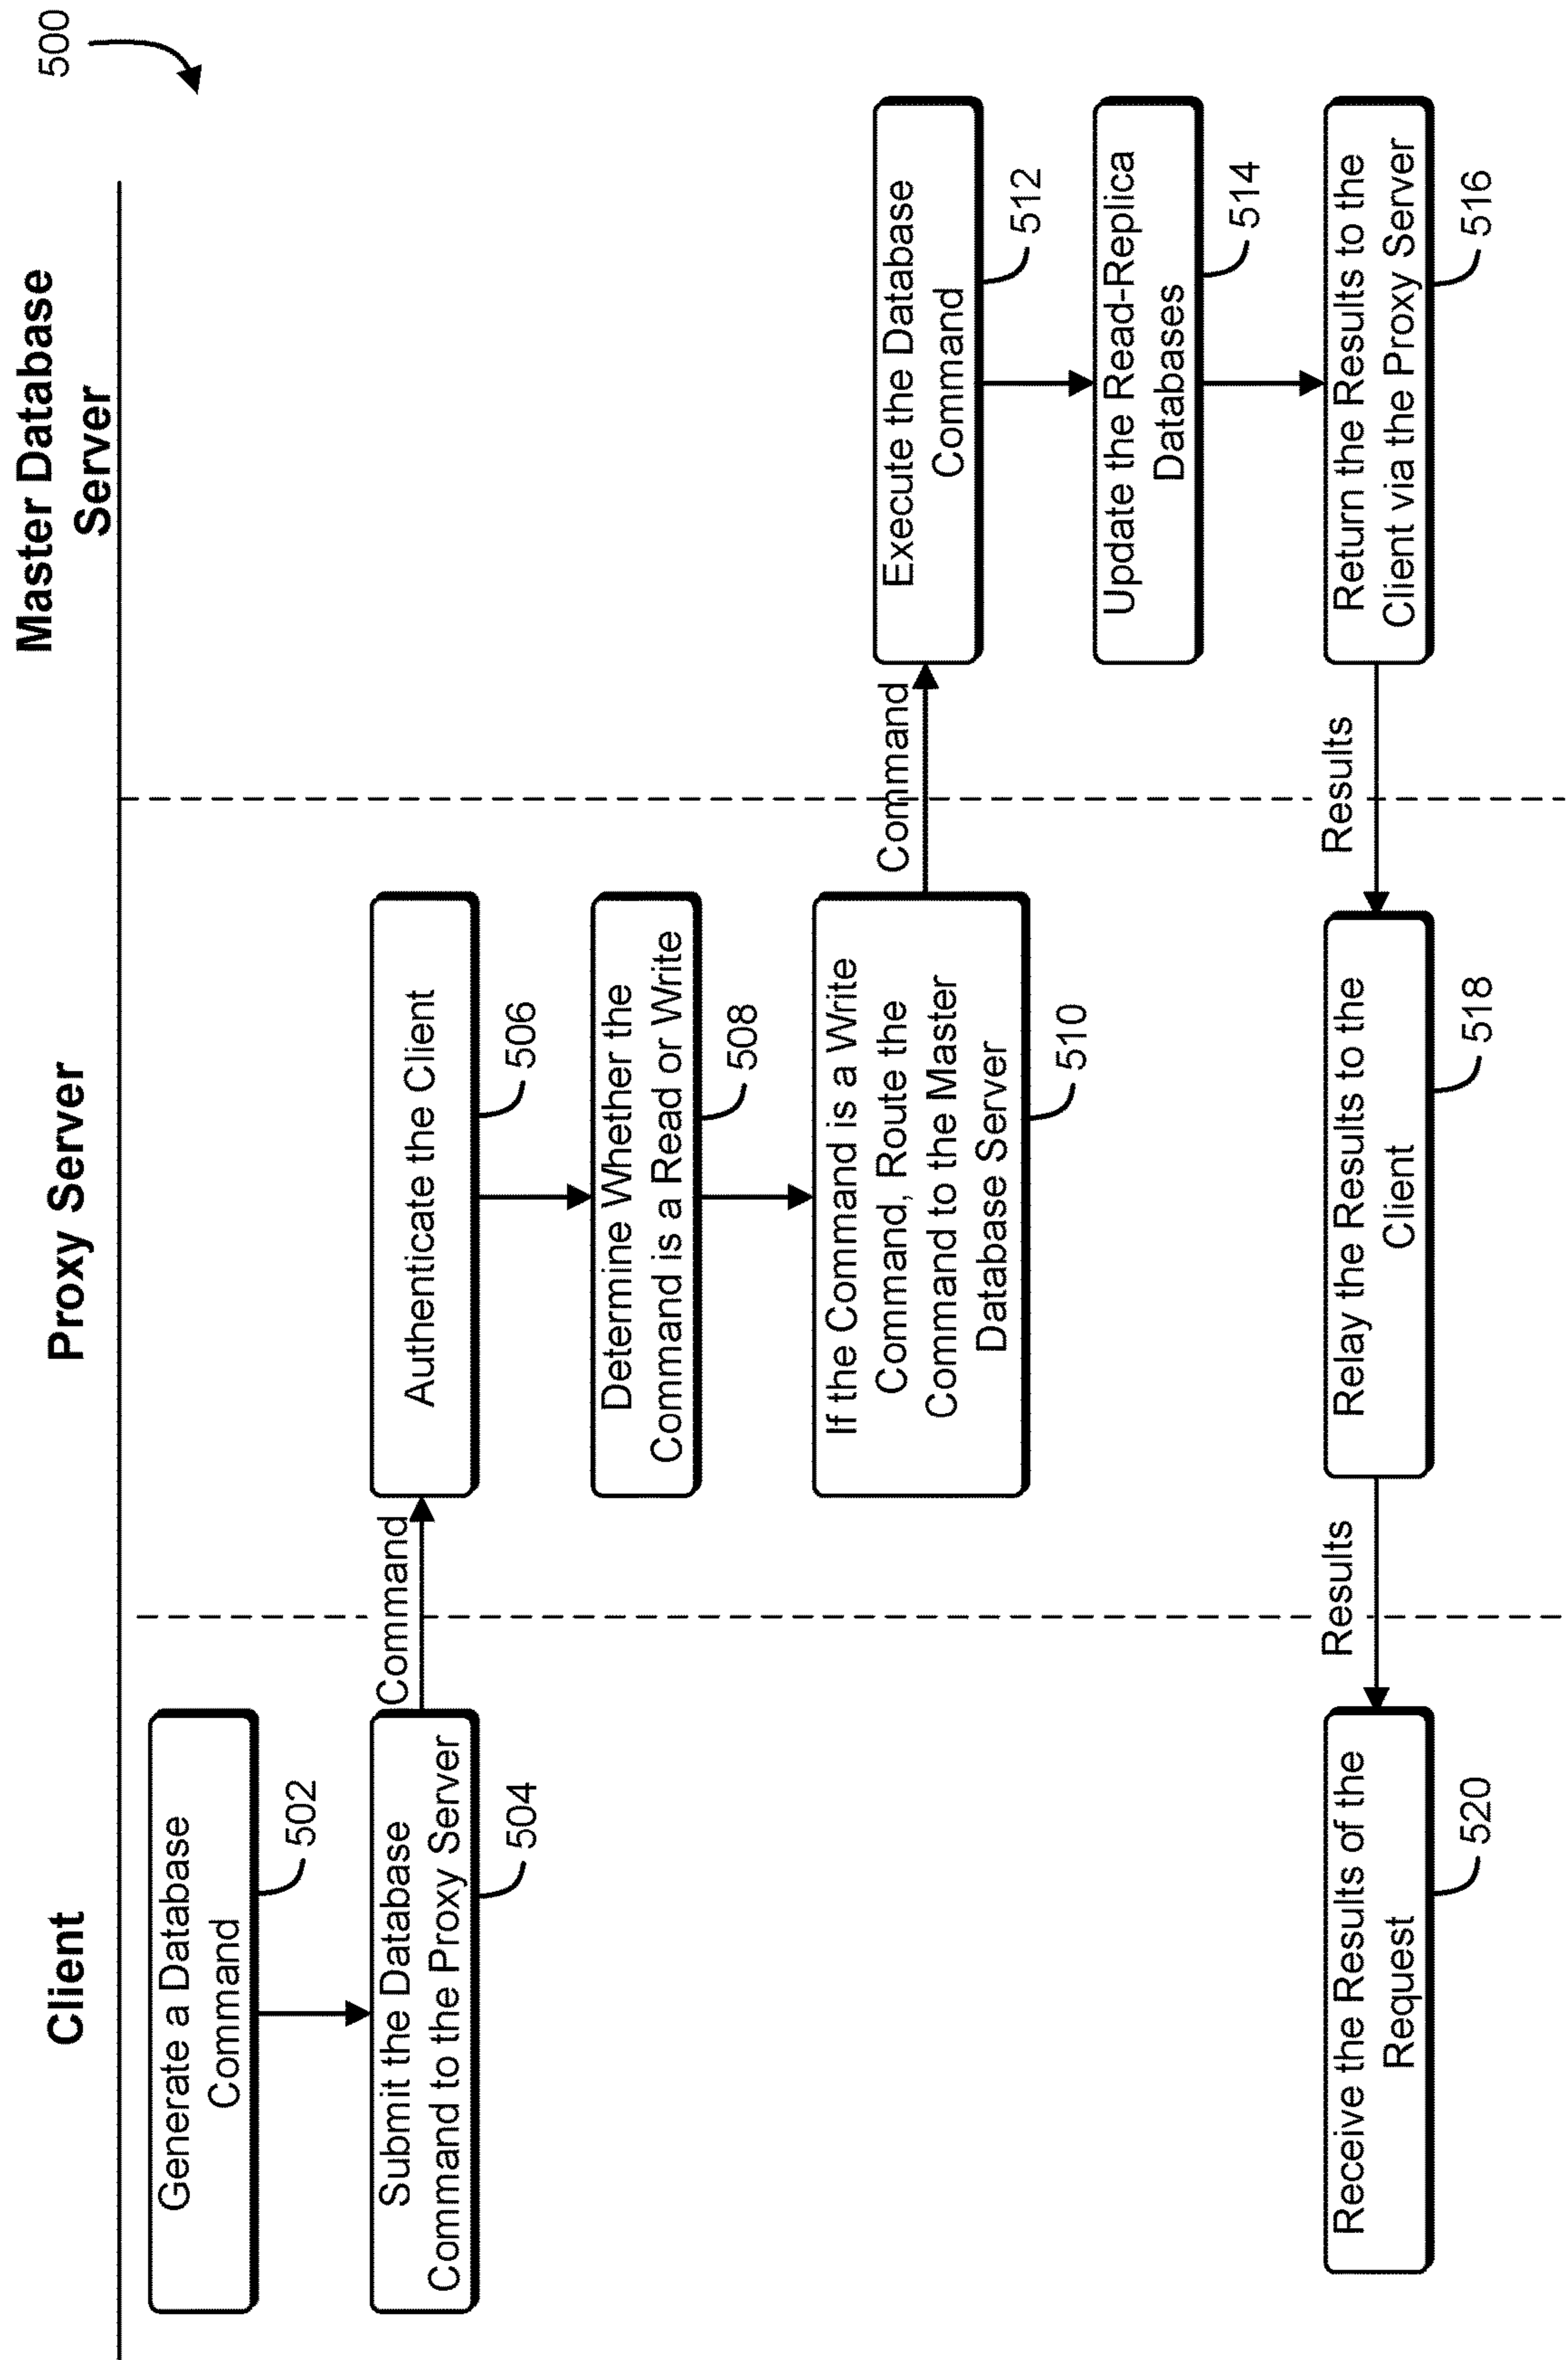 500
Client
Proxy Server
Master Database
Server
Generate a Database
Command
502
Submit the Database
Command to the Proxy Server
504
Command
Authenticate the Client
506
Determine Whether the
Command is a Read or Write
508
If the Command is a Write
Command, Route the
Command to the Master
Database Server
510
Command
Execute the Database
Command
512
Update the Read-Replica
Databases
514
Return the Results to the
Client via the Proxy Server
516
Results
Relay the Results to the
Client
518
Results
Receive the Results of the
Request
520